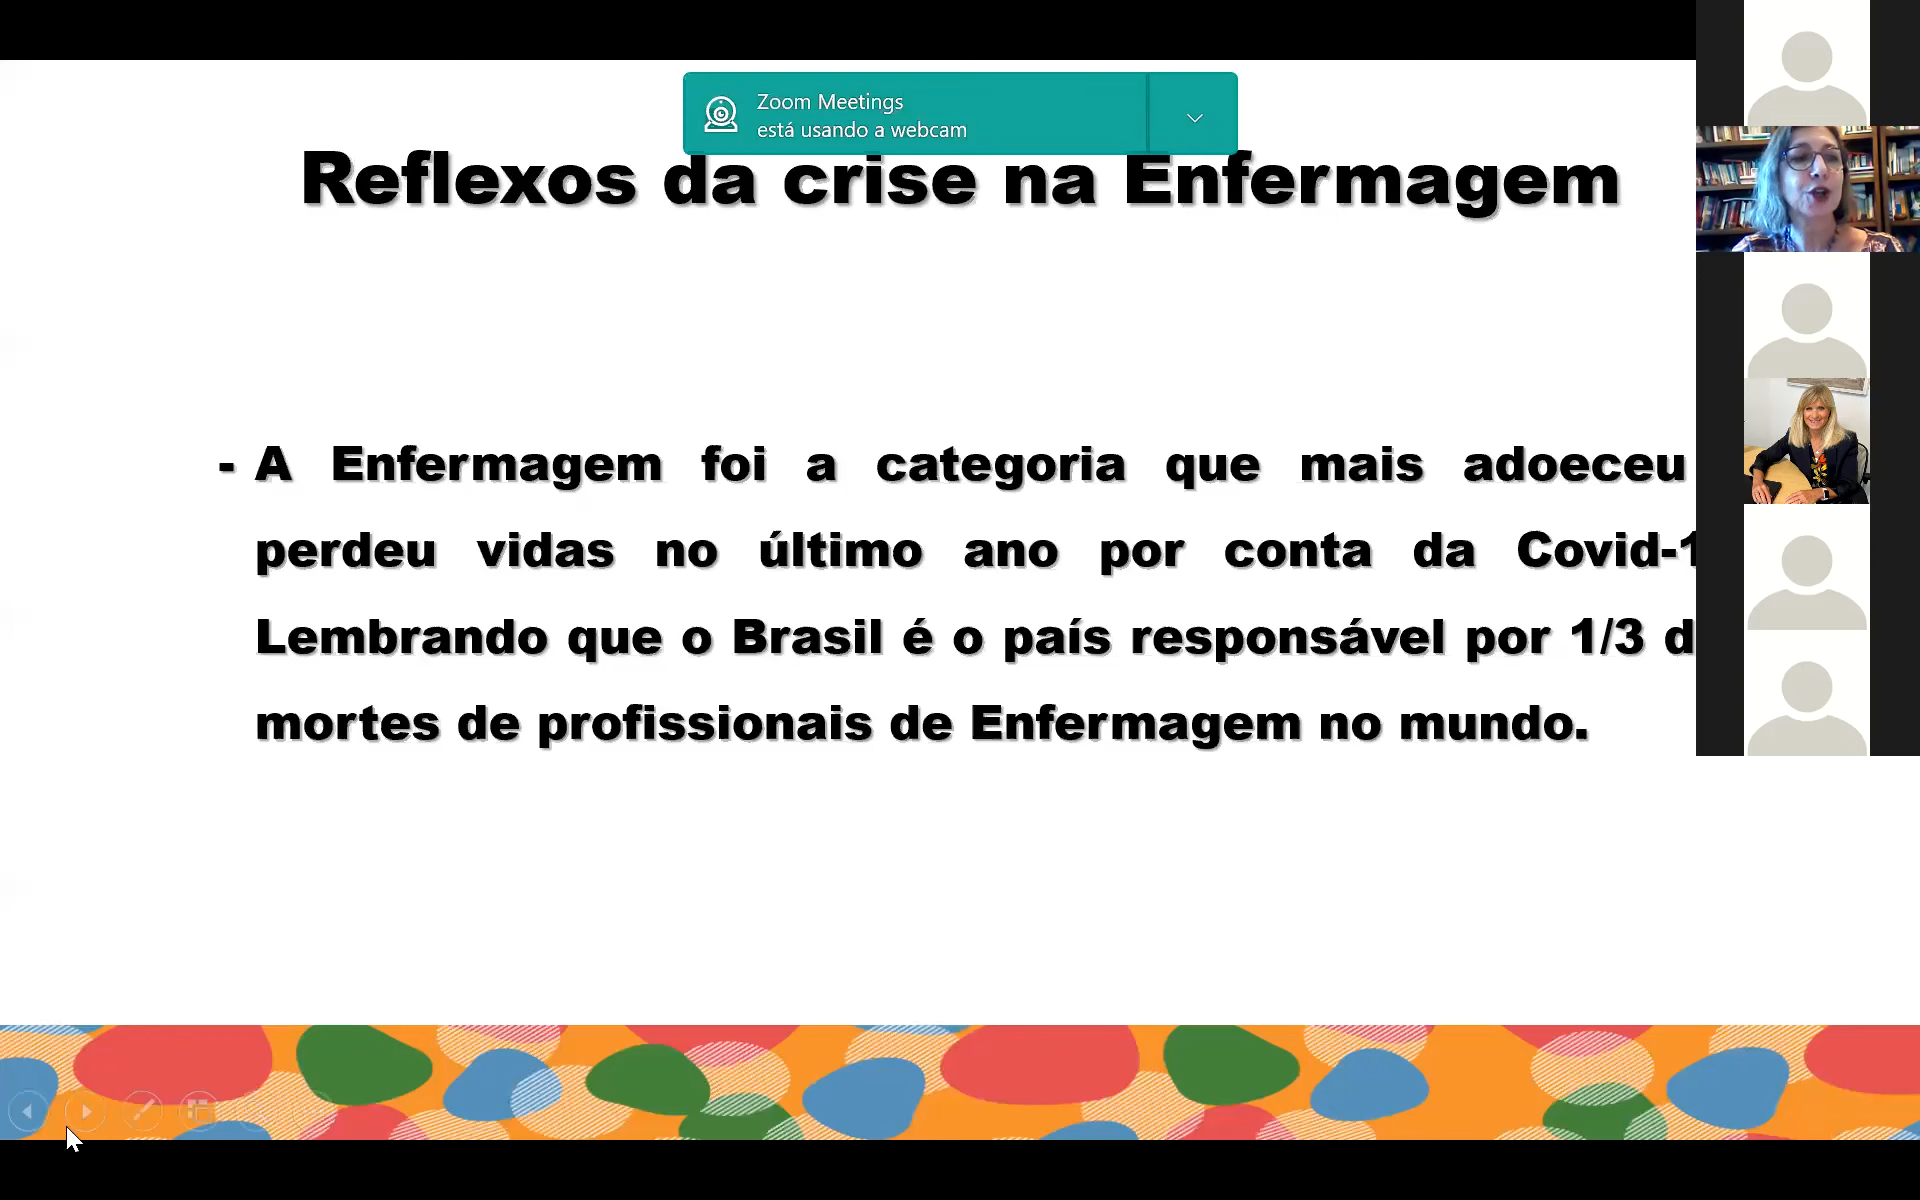 Zoom Meetings
está usando a webcam
Reflexos da crise na Enfermagem
- A Enfermagem foi a categoria que mais adoeceu
perdeu vidas no último ano por conta da Covid-1
Lembrando que o Brasil é o país responsável por 1/3 d
mortes de profissionais de Enfermagem no mundo.